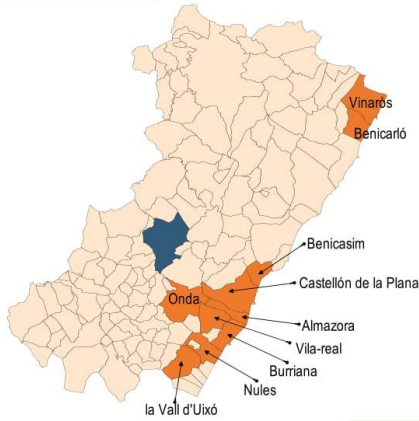 Vinaròs
Benicarló
Benicasim
Castellón de la Plana
Onda
Almazora
Vila-real
Burriana
Nules
la Vall d'Uixó